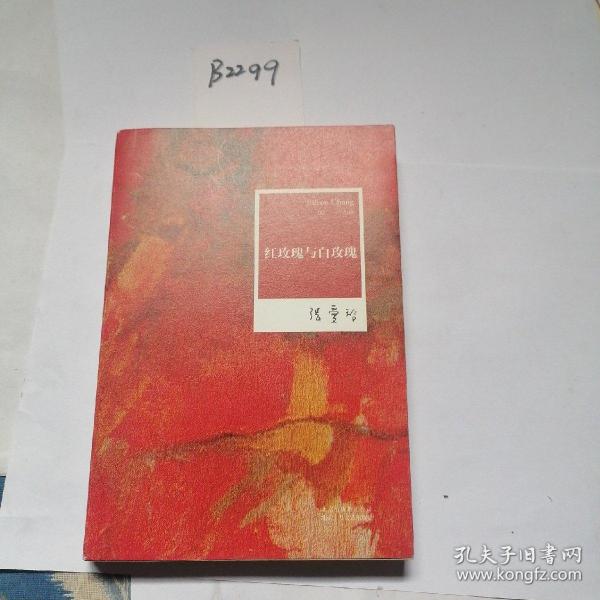 B2299
Eileen Chang
红玫瑰与白玫瑰
張愛玲
孔夫子旧书网
www.kongfz.com